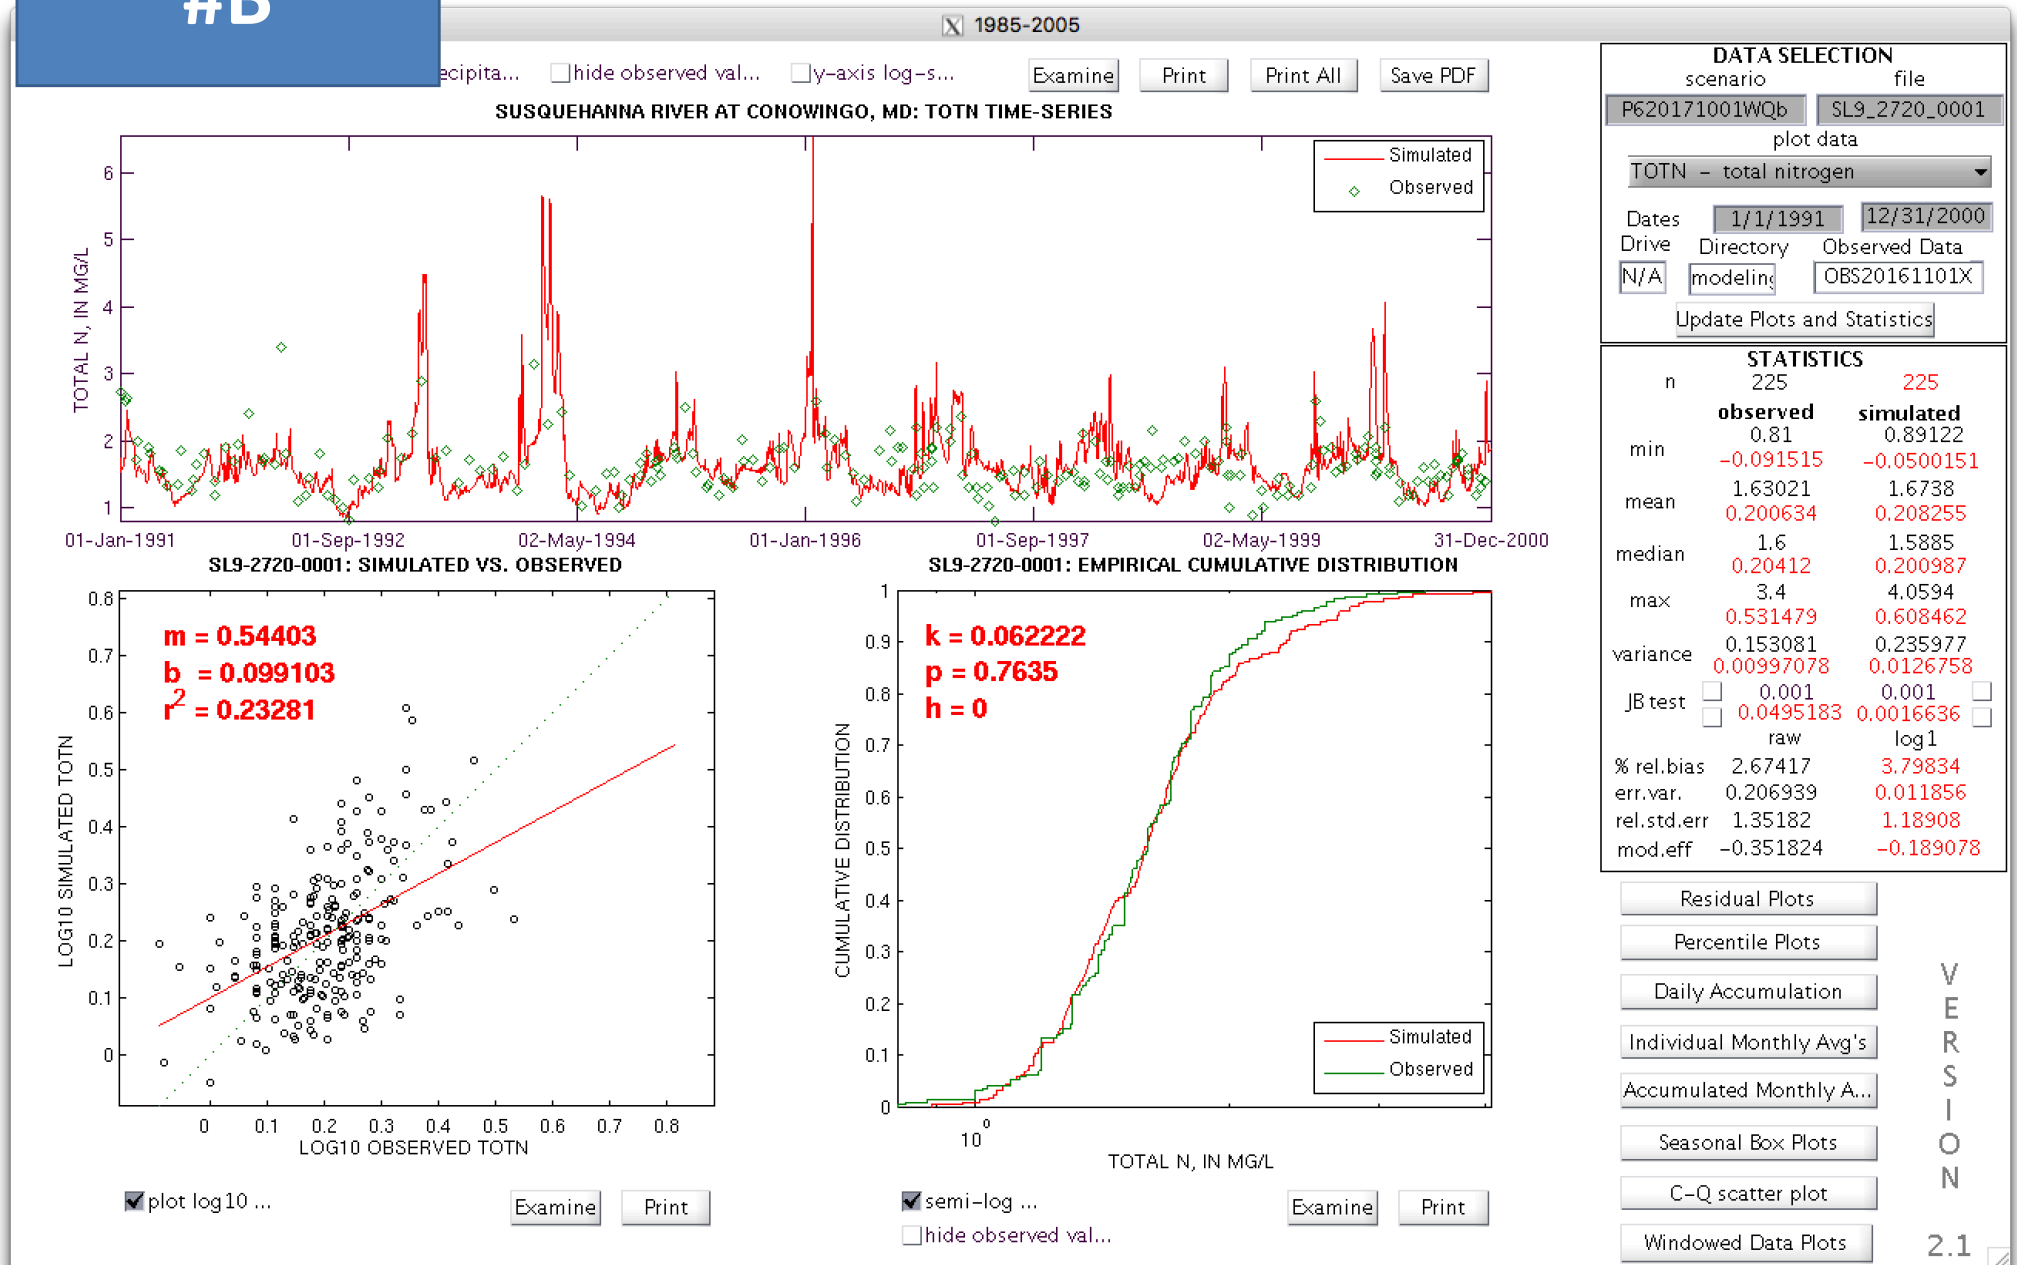 #B
1985-2005
ecipita... hide observed val... y-axis log-s... Examine Print Print All Save PDF
SUSQUEHANNA RIVER AT CONOWINGO, MD: TOTN TIME-SERIES
TOTAL N, IN MG/L
6
5
4
3
2
1
Simulated
Observed
01-Jan-1991 01-Sep-1992 02-May-1994 01-Jan-1996 01-Sep-1997 02-May-1999 31-Dec-2000
SL9-2720-0001: SIMULATED VS. OBSERVED
m = 0.54403
b = 0.099103
r² = 0.23281
LOG10 SIMULATED TOTN
0.8
0.7
0.6
0.5
0.4
0.3
0.2
0.1
0
0 0.1 0.2 0.3 0.4 0.5 0.6 0.7 0.8
LOG10 OBSERVED TOTN
plot log10 ... Examine Print
SL9-2720-0001: EMPIRICAL CUMULATIVE DISTRIBUTION
k = 0.062222
p = 0.7635
h = 0
CUMULATIVE DISTRIBUTION
1
0.9
0.8
0.7
0.6
0.5
0.4
0.3
0.2
0.1
0
Simulated
Observed
10⁰
TOTAL N, IN MG/L
semi-log ... Examine Print
hide observed val...
DATA SELECTION
scenario file
P620171001WQb SL9_2720_0001
plot data
TOTN - total nitrogen
Dates 1/1/1991 12/31/2000
Drive Directory Observed Data
N/A modeling OBS20161101X
Update Plots and Statistics
STATISTICS
n 225 225
observed simulated
min 0.81 0.89122
-0.091515 -0.0500151
mean 1.63021 1.6738
0.200634 0.208255
median 1.6 1.5885
0.20412 0.200987
max 3.4 4.0594
0.531479 0.608462
variance 0.153081 0.235977
0.00997078 0.0126758
JB test 0.001 0.001
0.0495183 0.0016636
raw log1
% rel.bias 2.67417 3.79834
err.var. 0.206939 0.011856
rel.std.err 1.35182 1.18908
mod.eff -0.351824 -0.189078
Residual Plots
Percentile Plots
Daily Accumulation
Individual Monthly Avg's
Accumulated Monthly A...
Seasonal Box Plots
C-Q scatter plot
Windowed Data Plots
VERSION
2.1